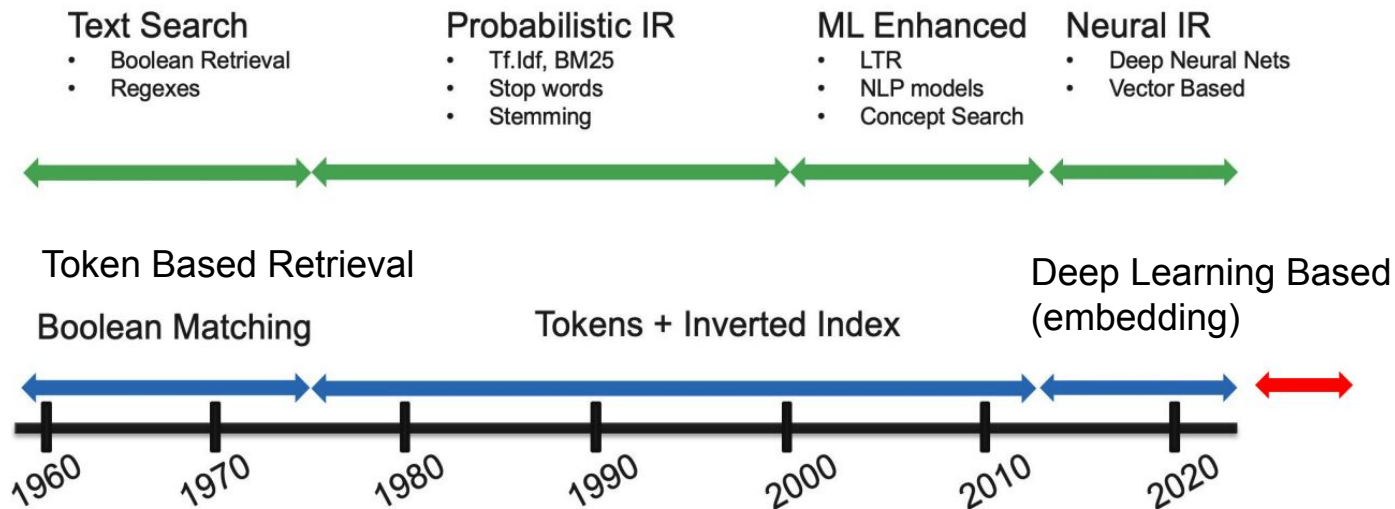 Text Search
• Boolean Retrieval
• Regexes
Probabilistic IR
• Tf.Idf, BM25
• Stop words
• Stemming
ML Enhanced
• LTR
• NLP models
• Concept Search
Neural IR
• Deep Neural Nets
• Vector Based
Token Based Retrieval
Boolean Matching
Tokens + Inverted Index
Deep Learning Based
(embedding)
1960
1970
1980
1990
2000
2010
2020